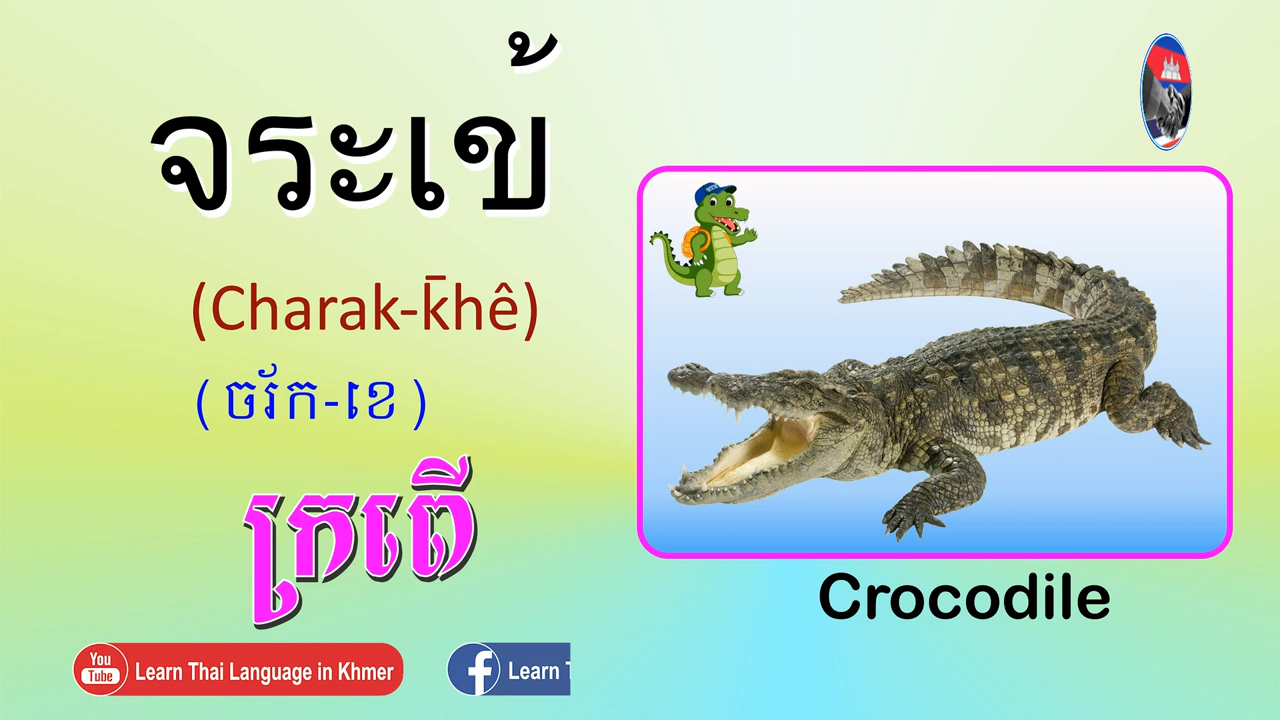 จระเข้
(Charak-k̄hê)
(ចរ័ក-ខេ)
ក្រពើ
Crocodile
You Tube Learn Thai Language in Khmer
f Learn